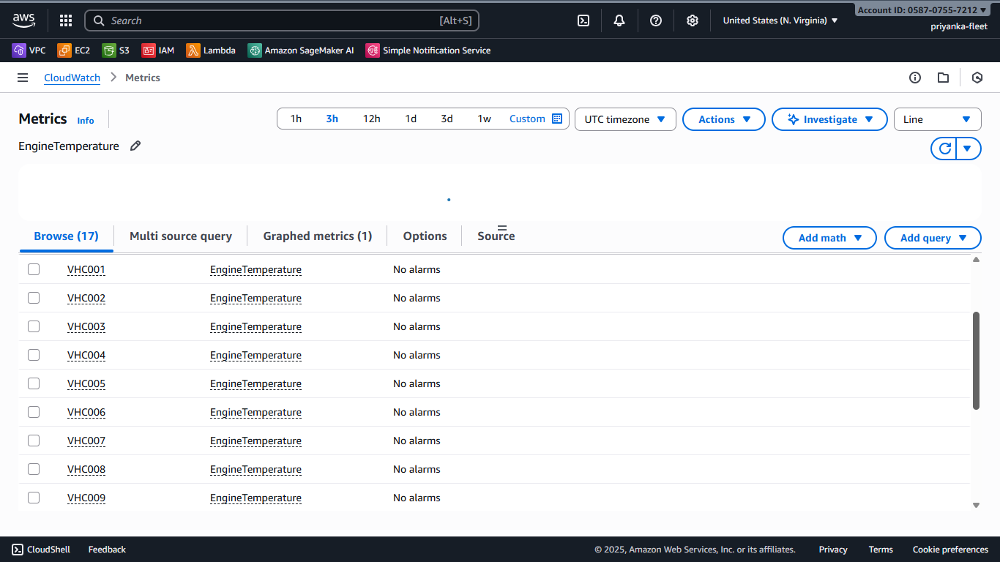 aws
Search [Alt+S]
United States (N. Virginia)
Account ID: 0587-0755-7212
priyanka-fleet
VPC EC2 S3 IAM Lambda Amazon SageMaker AI Simple Notification Service
CloudWatch Metrics
Metrics Info
1h 3h 12h 1d 3d 1w Custom
UTC timezone Actions Investigate Line
EngineTemperature
Browse (17) Multi source query Graphed metrics (1) Options Source
Add math Add query
VHC001 EngineTemperature No alarms
VHC002 EngineTemperature No alarms
VHC003 EngineTemperature No alarms
VHC004 EngineTemperature No alarms
VHC005 EngineTemperature No alarms
VHC006 EngineTemperature No alarms
VHC007 EngineTemperature No alarms
VHC008 EngineTemperature No alarms
VHC009 EngineTemperature No alarms
CloudShell Feedback © 2025, Amazon Web Services, Inc. or its affiliates. Privacy Terms Cookie preferences